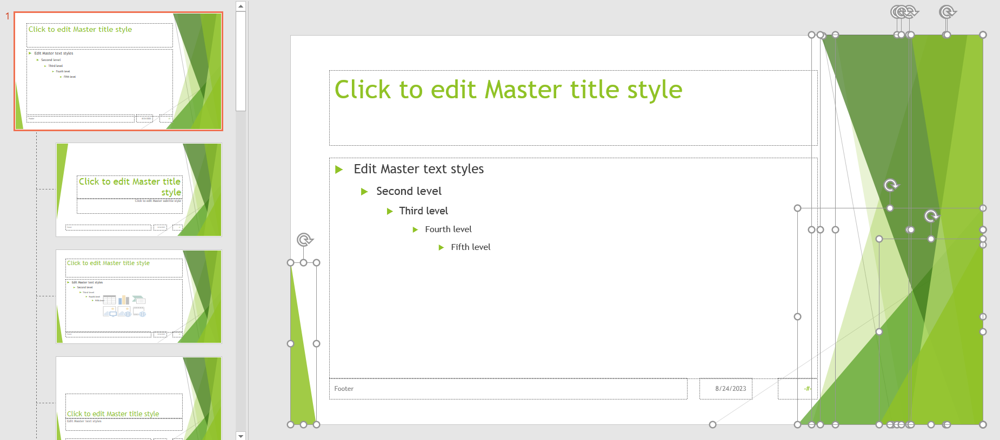 1
Click to edit Master title style
Edit Master text styles
Second level
Third level
Fourth level
Fifth level
Footer
8/24/2023
Click to edit Master title
style
Click to edit Master subtitle style
Click to edit Master title style
Edit Master text styles
Second level
Third level
Fourth level
Fifth level
Click to edit Master title style
Edit Master text styles
Click to edit Master title style
Edit Master text styles
Second level
Third level
Fourth level
Fifth level
Footer
8/24/2023
‹#›